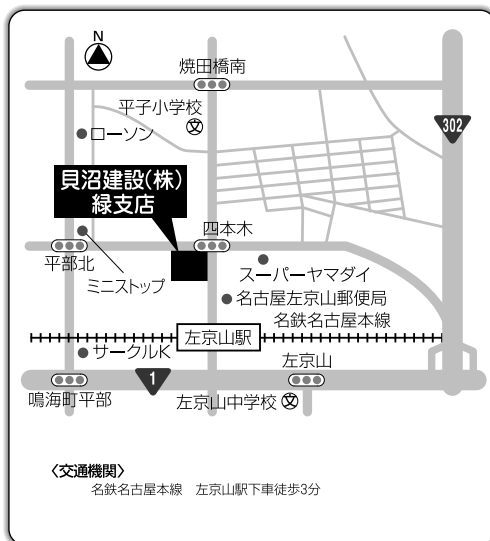 N
焼田橋南
平子小学校
文
302
ローソン
貝沼建設(株)
緑支店
四本木
平部北
ミニストップ
スーパーヤマダイ
名古屋左京山郵便局
名鉄名古屋本線
左京山駅
サークルK
左京山
1
鳴海町平部
左京山中学校 文
〈交通機関〉
名鉄名古屋本線 左京山駅下車徒歩3分